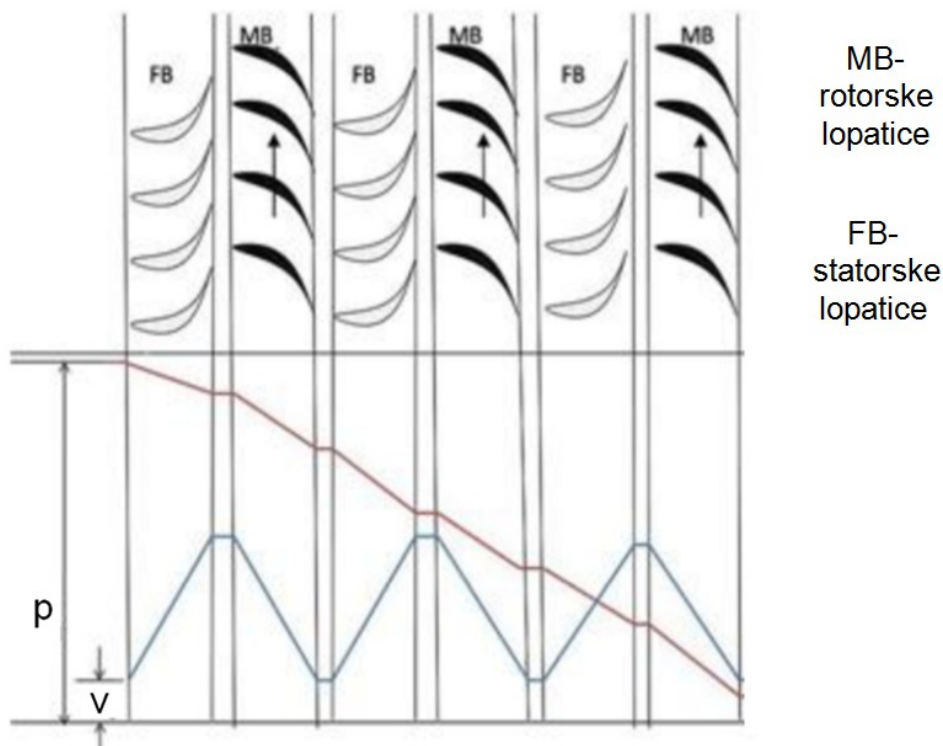 MB
MB
MB
FB
FB
FB
MB-
rotorske
lopatice
FB-
statorske
lopatice
p
V